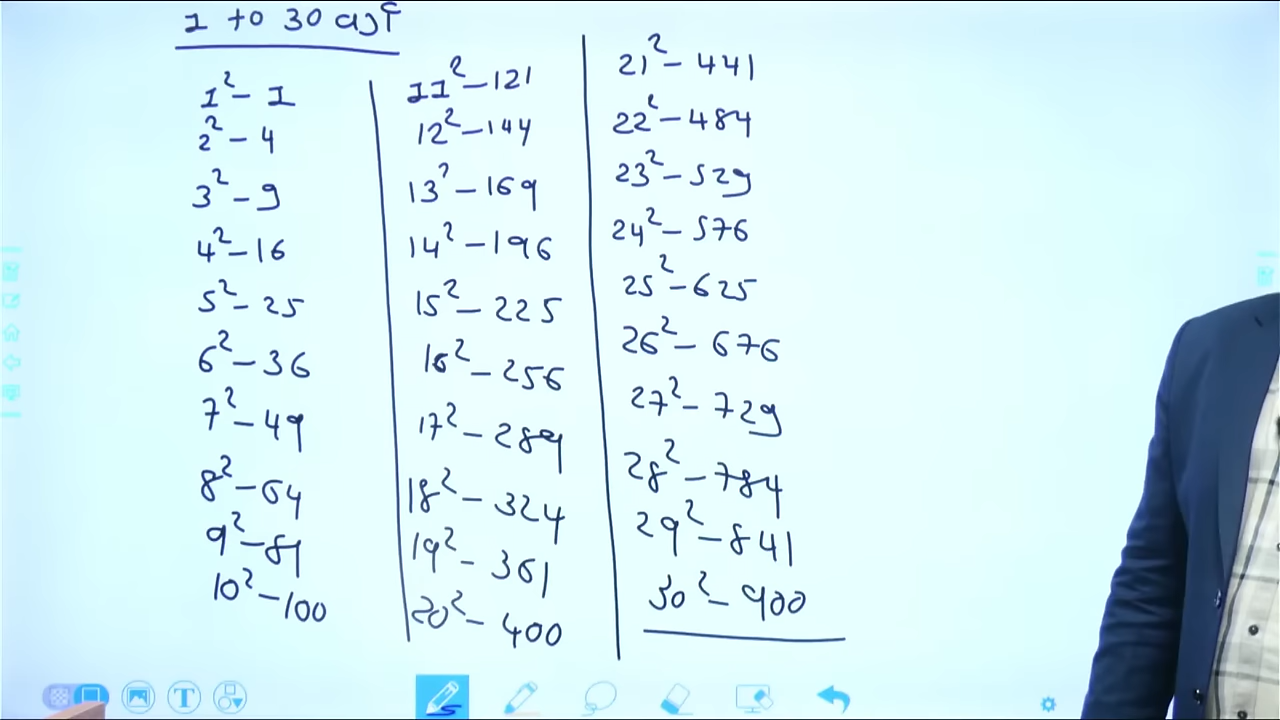 1 to 30 વર્ગ
1² – 1
2² – 4
3² – 9
4² – 16
5² – 25
6² – 36
7² – 49
8² – 64
9² – 81
10² – 100
11² – 121
12² – 144
13² – 169
14² – 196
15² – 225
16² – 256
17² – 289
18² – 324
19² – 361
20² – 400
21² – 441
22² – 484
23² – 529
24² – 576
25² – 625
26² – 676
27² – 729
28² – 784
29² – 841
30² – 900
T